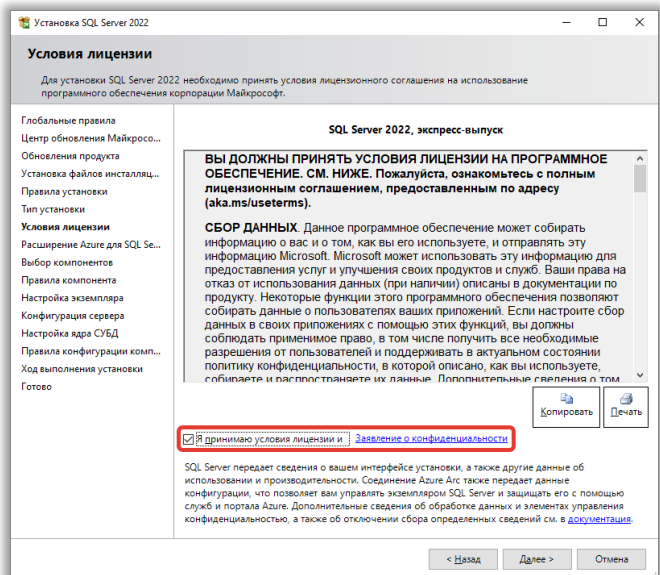 Установка SQL Server 2022
Условия лицензии
Для установки SQL Server 2022 необходимо принять условия лицензионного соглашения на использование
программного обеспечения корпорации Майкрософт.
Глобальные правила
Центр обновления Майкросо...
Обновления продукта
Установка файлов инсталляц...
Правила установки
Тип установки
Условия лицензии
Расширение Azure для SQL Se...
Выбор компонентов
Правила компонента
Настройка экземпляра
Конфигурация сервера
Настройка ядра СУБД
Правила конфигурации комп...
Ход выполнения установки
Готово
SQL Server 2022, экспресс-выпуск
ВЫ ДОЛЖНЫ ПРИНЯТЬ УСЛОВИЯ ЛИЦЕНЗИИ НА ПРОГРАММНОЕ
ОБЕСПЕЧЕНИЕ. СМ. НИЖЕ. Пожалуйста, ознакомьтесь с полным
лицензионным соглашением, предоставленным по адресу
(aka.ms/useterms).
СБОР ДАННЫХ. Данное программное обеспечение может собирать
информацию о вас и о том, как вы его используете, и отправлять эту
информацию Microsoft. Microsoft может использовать эту информацию для
предоставления услуг и улучшения своих продуктов и служб. Ваши права на
отказ от использования данных (при наличии) описаны в документации по
продукту. Некоторые функции этого программного обеспечения позволяют
собирать данные о пользователях ваших приложений. Если настроите сбор
данных в своих приложениях с помощью этих функций, вы должны
соблюдать применимое право, в том числе получить все необходимые
разрешения от пользователей и поддерживать в актуальном состоянии
политику конфиденциальности, в которой описано, как вы используете,
собираете и распространяете их данные. Дополнительные сведения о том
Копировать
Печать
Я принимаю условия лицензии и Заявление о конфиденциальности
SQL Server передает сведения о вашем интерфейсе установки, а также другие данные об
использовании и производительности. Соединение Azure Arc также передает данные
конфигурации, что позволяет вам управлять экземпляром SQL Server и защищать его с помощью
служб и портала Azure. Дополнительные сведения об обработке данных и элементах управления
конфиденциальностью, а также об отключении сбора определенных сведений см. в документация.
< Назад
Далее >
Отмена